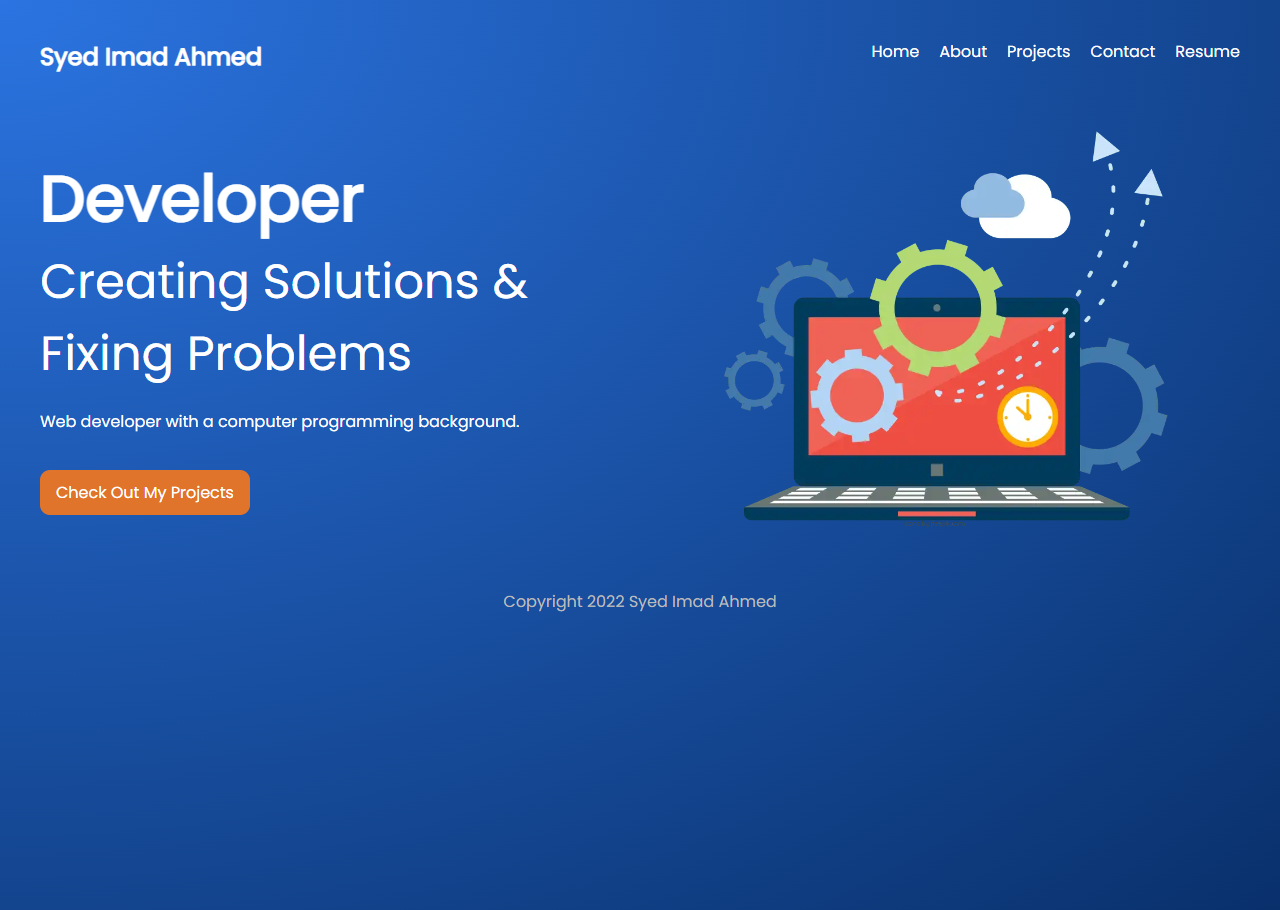 Syed Imad Ahmed
Home About Projects Contact Resume
Developer
Creating Solutions &
Fixing Problems
Web developer with a computer programming background.
Check Out My Projects
Copyright 2022 Syed Imad Ahmed